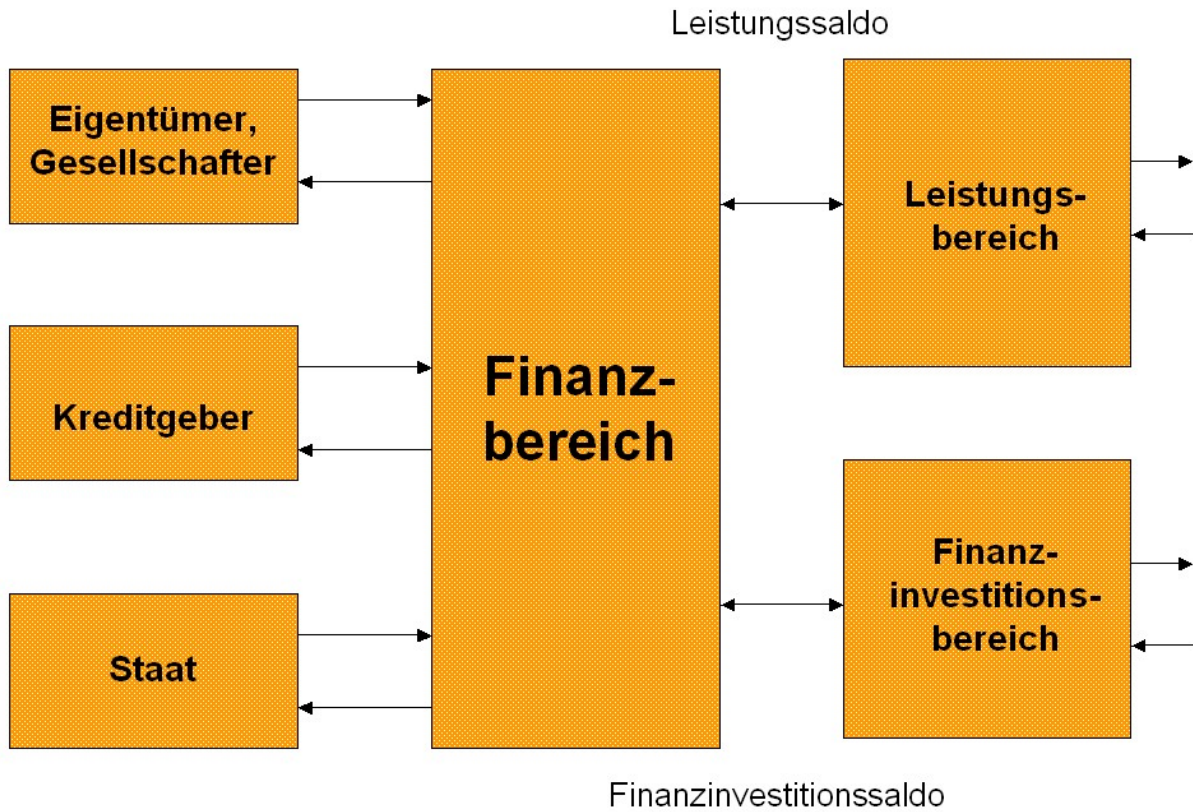 Leistungssaldo
Eigentümer,
Gesellschafter
Kreditgeber
Staat
Finanz-
bereich
Leistungs-
bereich
Finanz-
investitions-
bereich
Finanzinvestitionssaldo